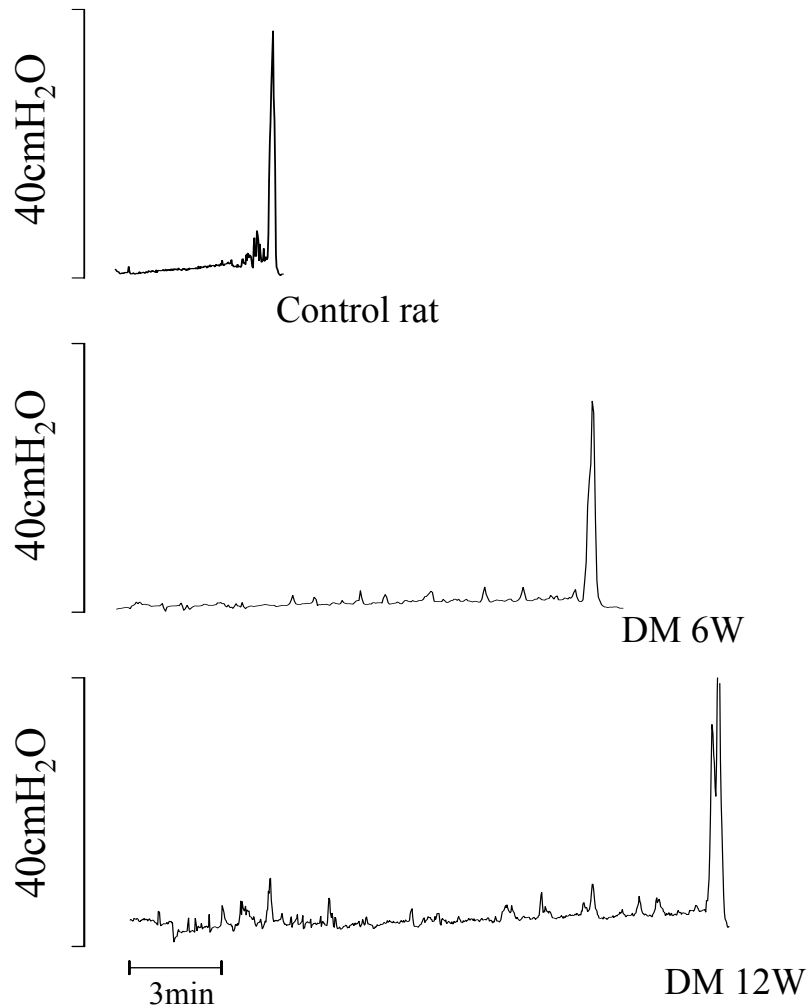 40cmH₂O
Control rat
40cmH₂O
DM 6W
40cmH₂O
3min
DM 12W